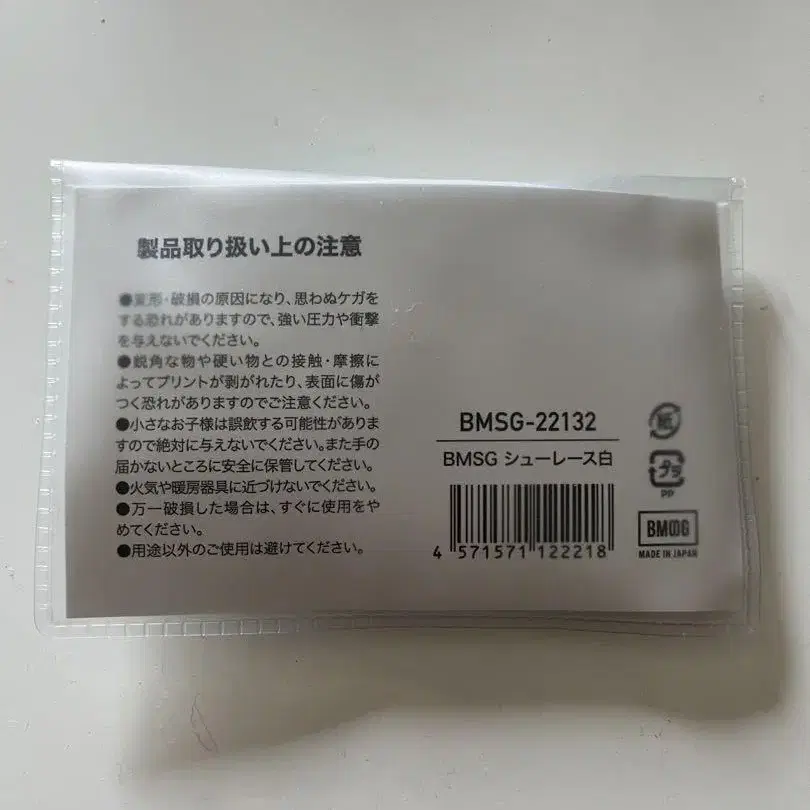 製品取り扱い上の注意
●変形・破損の原因になり、思わぬケガを
する恐れがありますので、強い圧力や衝撃
を与えないでください。
●鋭角な物や硬い物との接触・摩擦に
よってプリントが剥がれたり、表面に傷が
つく恐れがありますのでご注意ください。
●小さなお子様は誤飲する可能性がありま
すので絶対に与えないでください。また手の
届かないところに安全に保管してください。
●火気や暖房器具に近づけないでください。
●万一破損した場合は、すぐに使用をや
めてください。
●用途以外のご使用は避けてください。
BMSG-22132
BMSG シューレース白
4 571571 122218
紙
プラ
PP
BMSG
MADE IN JAPAN